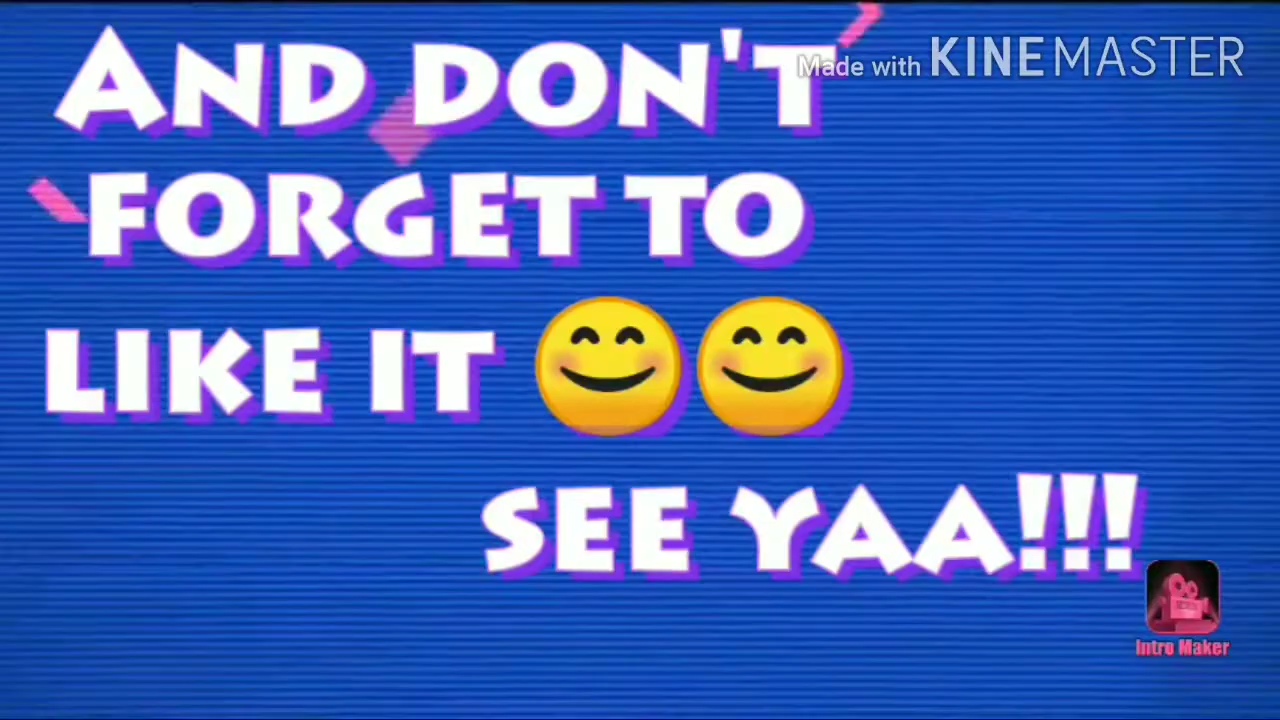 AND DON'T
Made with KINEMASTER
FORGET TO
LIKE IT 😊😊
SEE YAA!!!
Intro Maker